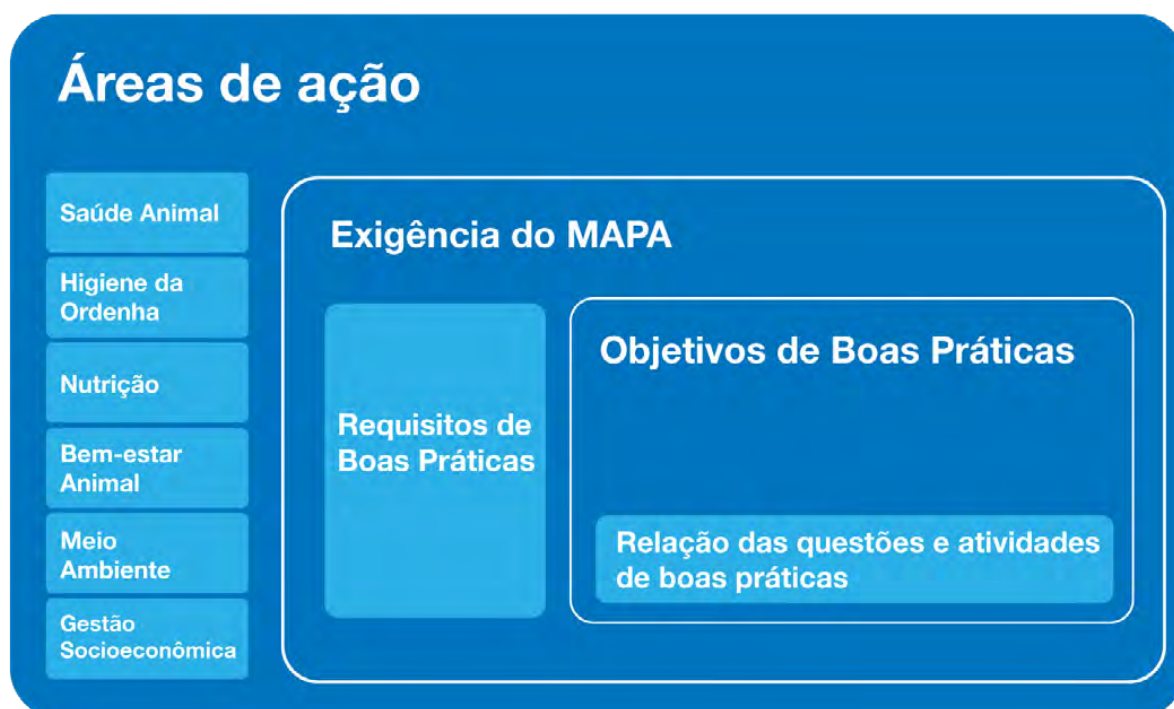 Áreas de ação
Saúde Animal
Higiene da
Ordenha
Nutrição
Bem-estar
Animal
Meio
Ambiente
Gestão
Socioeconômica
Exigência do MAPA
Requisitos de
Boas Práticas
Objetivos de Boas Práticas
Relação das questões e atividades
de boas práticas